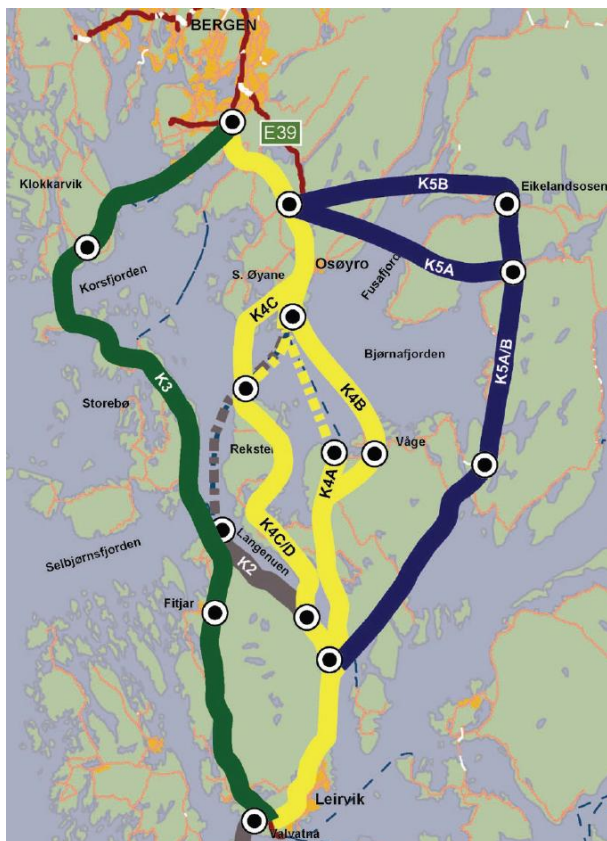 BERGEN
E39
Klokkarvik
K5B
Eikelandsosen
Osøyro
Fusafjord
K5A
Korsfjorden
S. Øyane
K4C
Bjørnafjorden
K5A/B
K3
K4B
Storebø
Våge
Rekster
K4A
K4C/D
Langenuen
Selbjørnsfjorden
K2
Fitjar
Leirvik
Valvatna